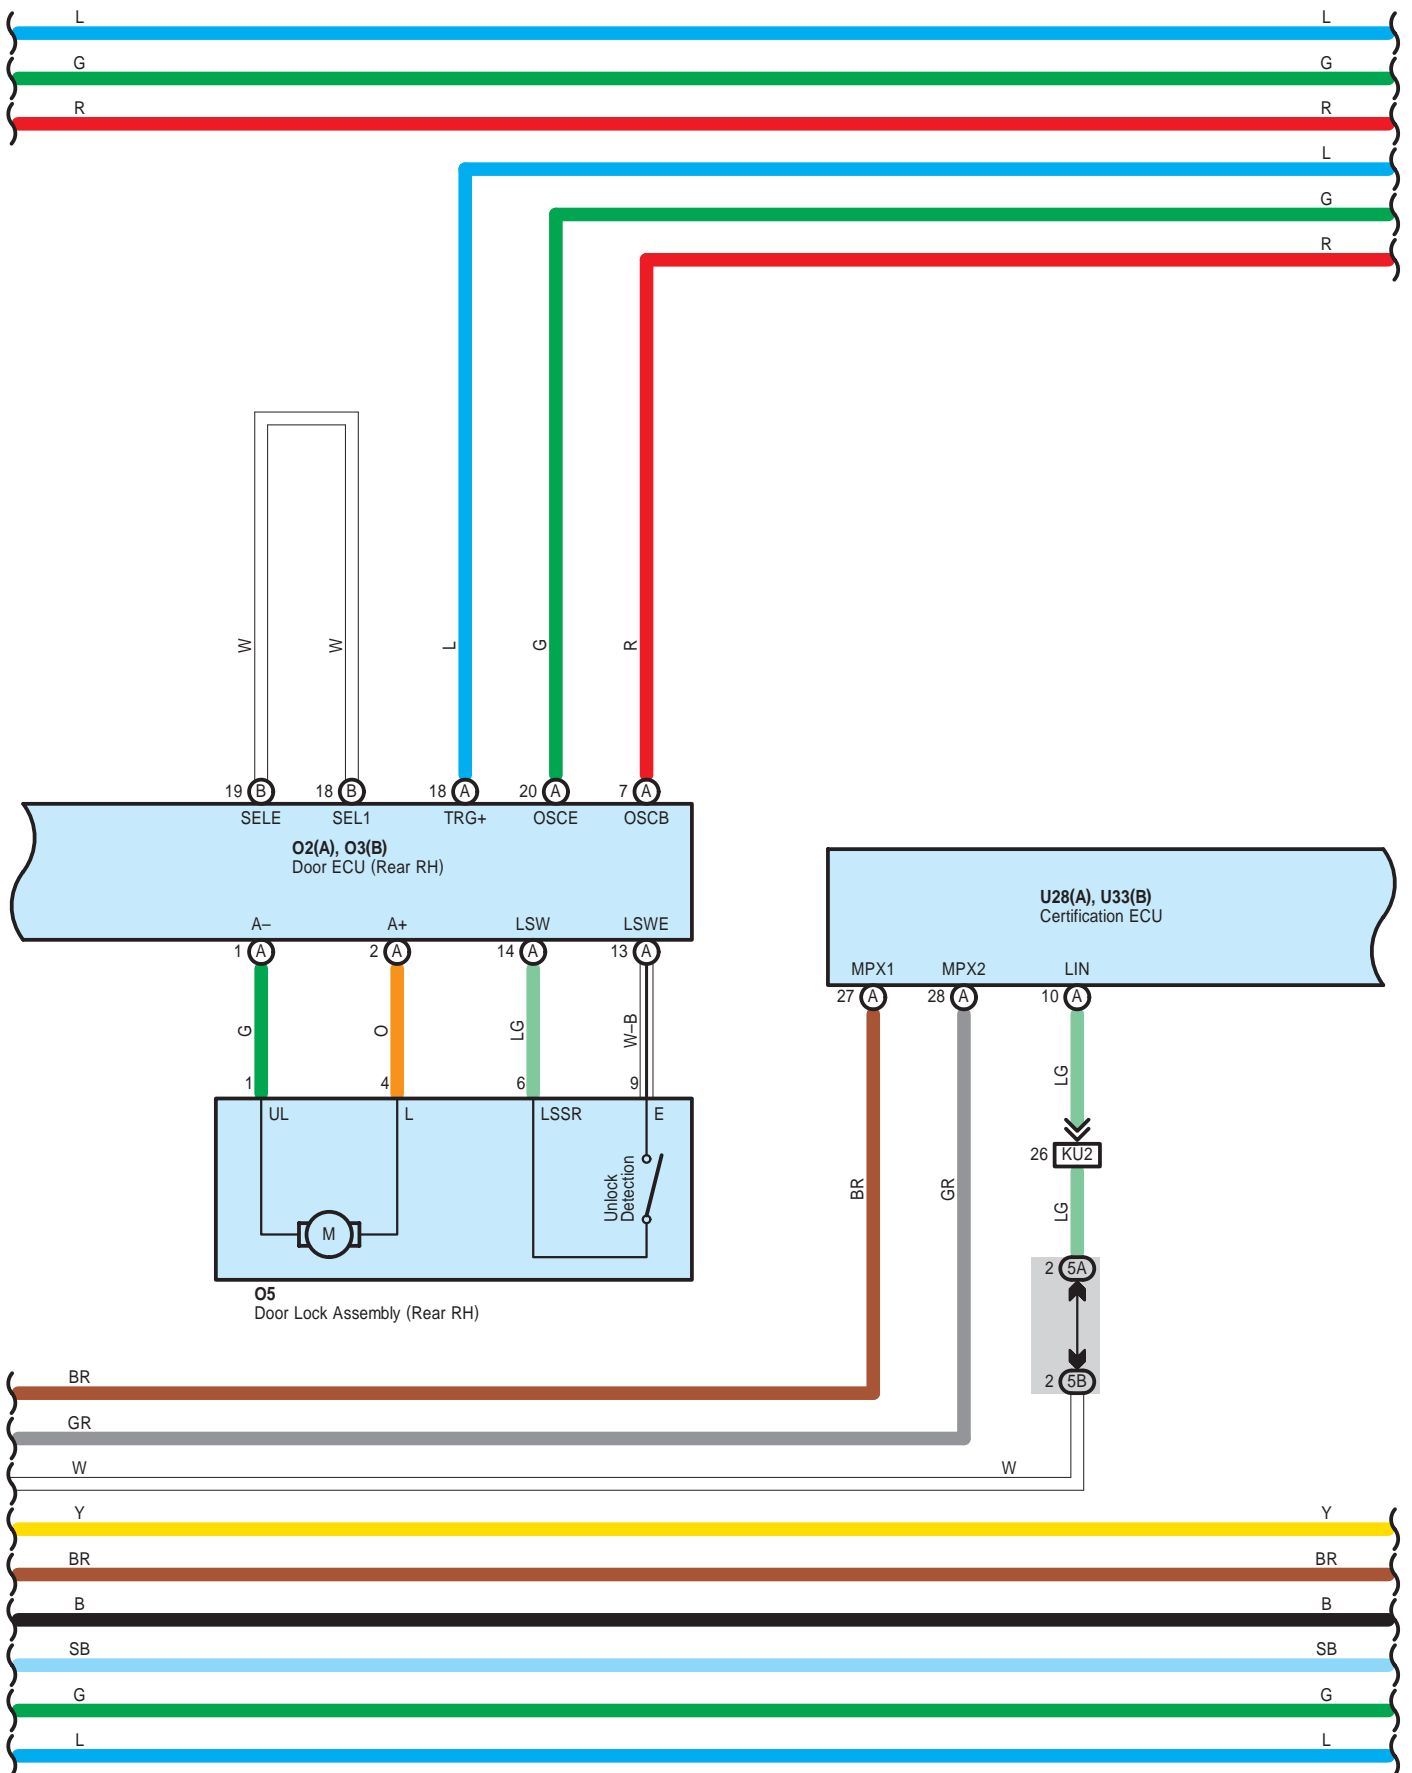 L L
G G
R R
L
G
R
W W L G R
19 B 18 B 18 A 20 A 7 A
SELE SEL1 TRG+ OSCE OSCB
O2(A), O3(B)
Door ECU (Rear RH)
A– A+ LSW LSWE
1 A 2 A 14 A 13 A
U28(A), U33(B)
Certification ECU
MPX1 MPX2 LIN
27 A 28 A 10 A
G O LG W–B
1 4 6 9
UL L LSSR E
Unlock
Detection
M
O5
Door Lock Assembly (Rear RH)
LG
26 KU2
BR GR LG
2 5A
2 5B
BR
GR
W W
Y Y
BR BR
B B
SB SB
G G
L L